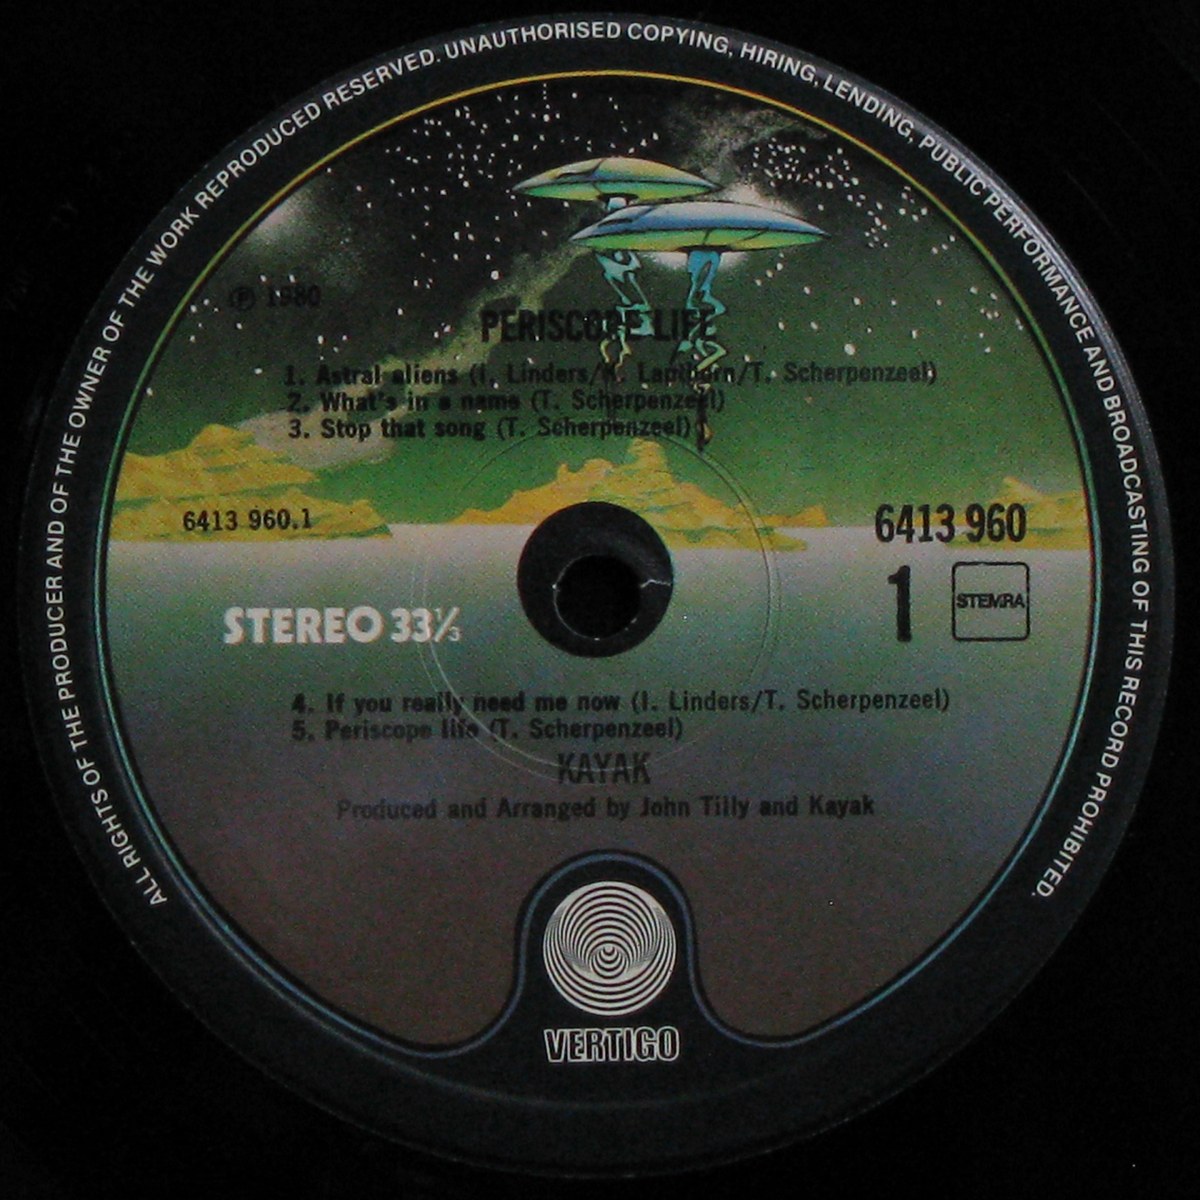 ALL RIGHTS OF THE PRODUCER AND OF THE OWNER OF THE WORK REPRODUCED RESERVED. UNAUTHORISED COPYING, HIRING, LENDING, PUBLIC PERFORMANCE AND BROADCASTING OF THIS RECORD PROHIBITED.
℗ 1980
PERISCOPE LIFE
1. Astral aliens (I. Linders/K. Lapthorn/T. Scherpenzeel)
2. What's in a name (T. Scherpenzeel)
3. Stop that song (T. Scherpenzeel)
6413 960.1
6413 960
1
STEMRA
STEREO 33⅓
4. If you really need me now (I. Linders/T. Scherpenzeel)
5. Periscope life (T. Scherpenzeel)
KAYAK
Produced and Arranged by John Tilly and Kayak
VERTIGO